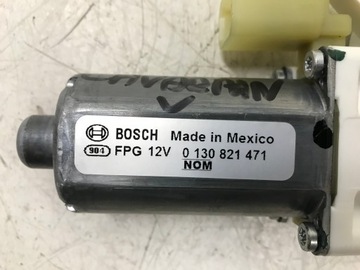 BOSCH Made in Mexico
904 FPG 12V 0 130 821 471
NOM